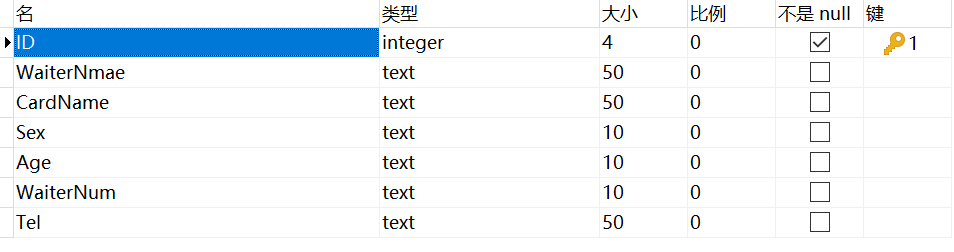 名 类型 大小 比例 不是 null 键
ID integer 4 0 1
WaiterNmae text 50 0
CardName text 50 0
Sex text 10 0
Age text 10 0
WaiterNum text 10 0
Tel text 50 0